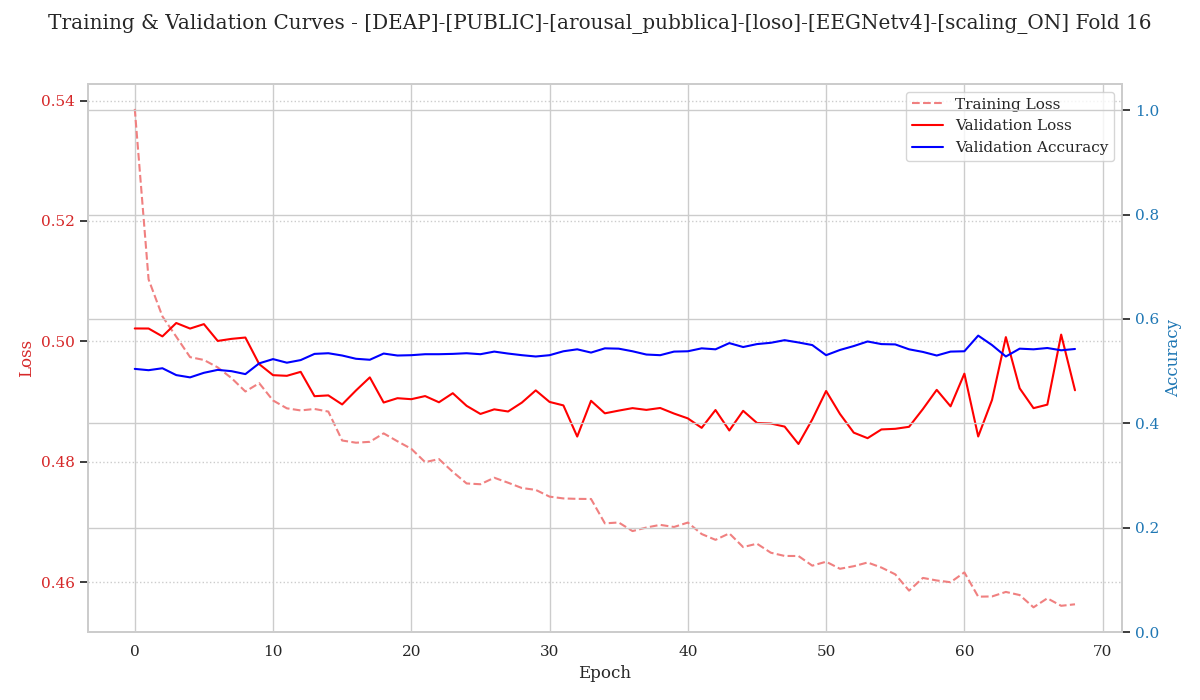 Training & Validation Curves - [DEAP]-[PUBLIC]-[arousal_pubblica]-[loso]-[EEGNetv4]-[scaling_ON] Fold 16
Training Loss
Validation Loss
Validation Accuracy
0.54
0.52
0.50
0.48
0.46
Loss
1.0
0.8
0.6
0.4
0.2
0.0
Accuracy
0 10 20 30 40 50 60 70
Epoch